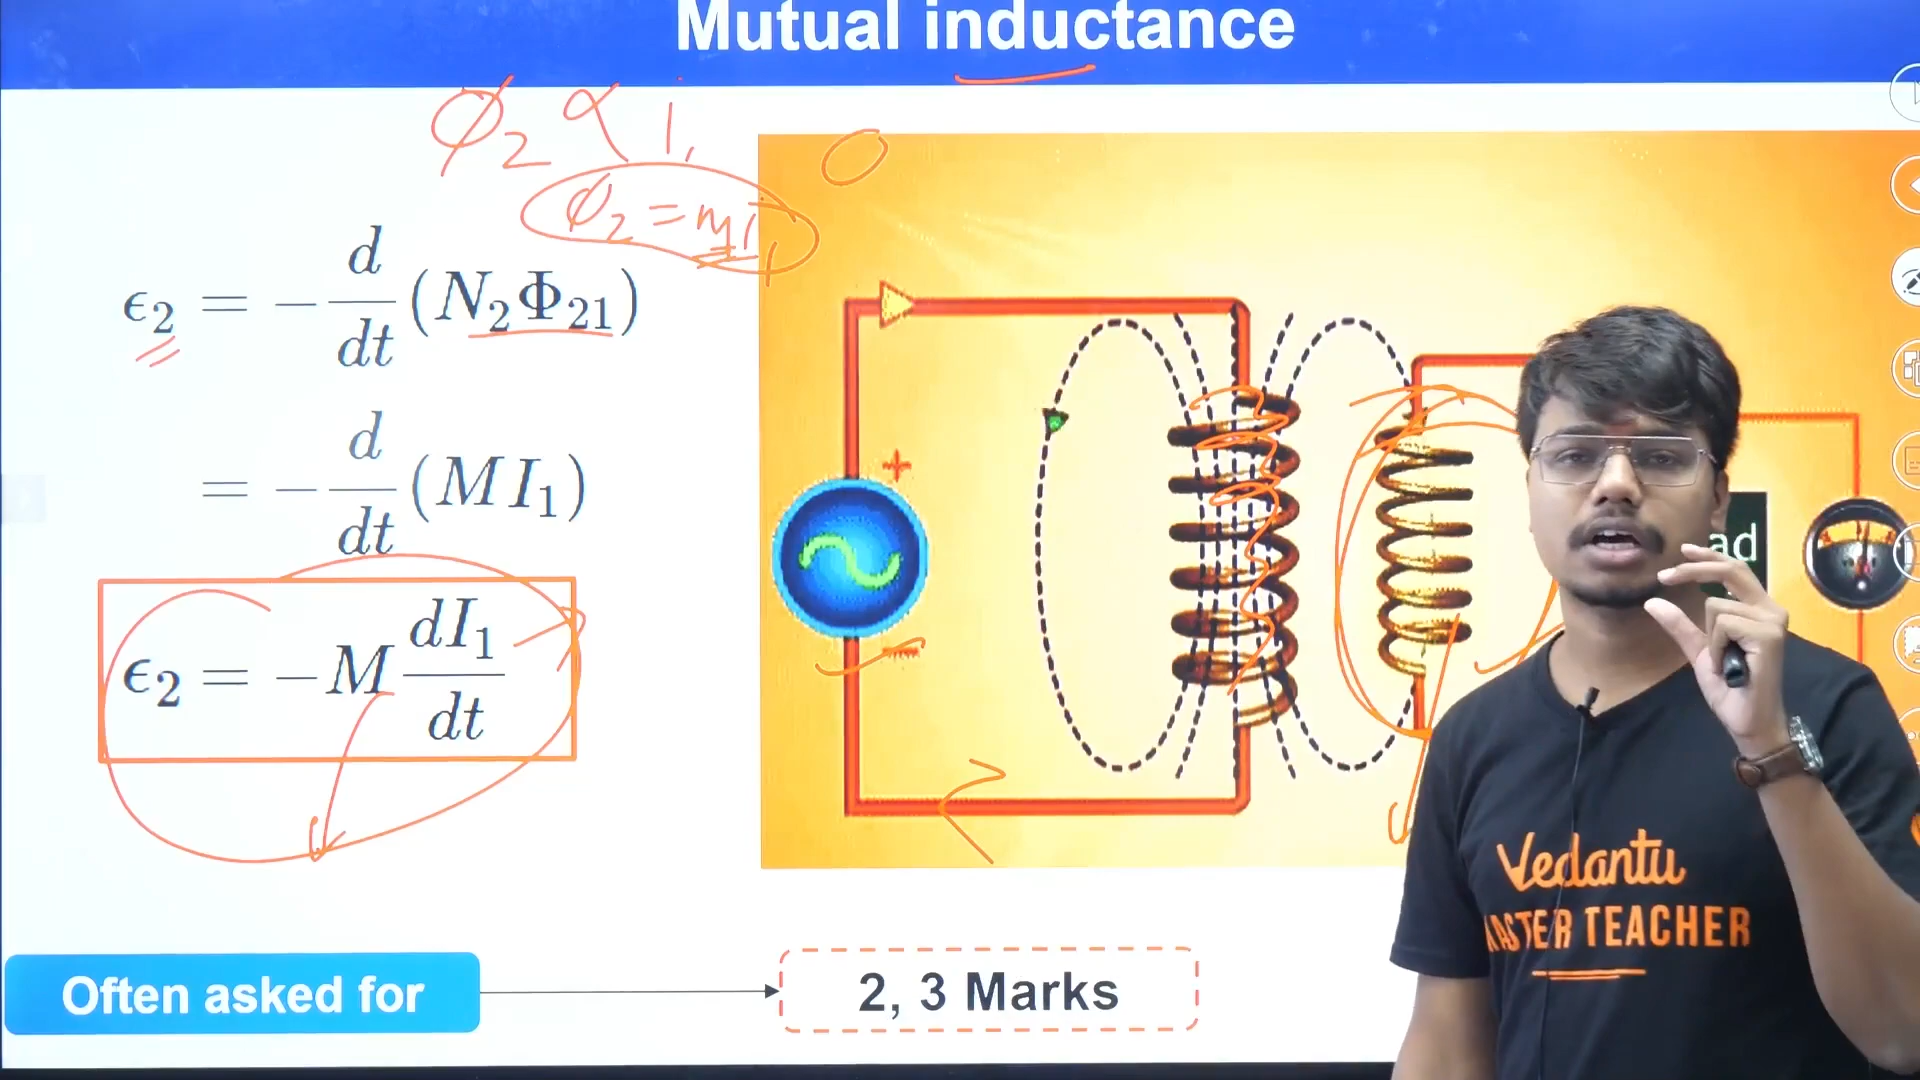 Mutual inductance
ϕ₂ ∝ i₁
ϕ₂ = mi₁
ϵ₂ = − d/dt (N₂Φ₂₁)
= − d/dt (MI₁)
ϵ₂ = −M dI₁/dt
+
−
ad
Vedantu
MASTER TEACHER
Often asked for
2, 3 Marks